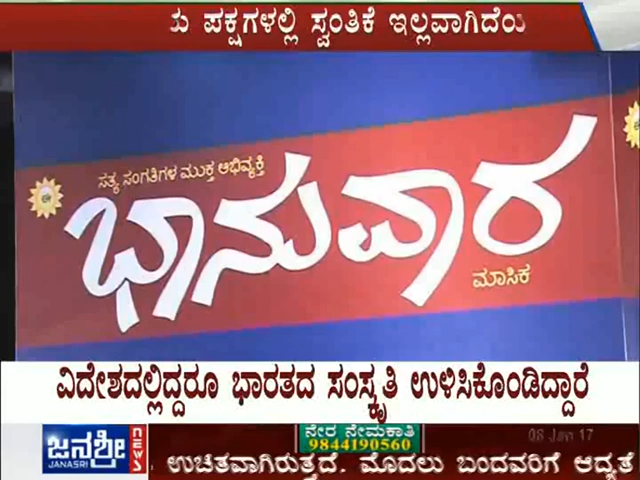 ಪಕ್ಷಗಳಲ್ಲಿ ಸ್ವಂತಿಕೆ ಇಲ್ಲವಾಗಿದೆಯ
ಸತ್ಯ ಸಂಗತಿಗಳ ಮುಕ್ತ ಅಭಿವ್ಯಕ್ತಿ
ಭಾನುವಾರ
ಮಾಸಿಕ
ವಿದೇಶದಲ್ಲಿದ್ದರೂ ಭಾರತದ ಸಂಸ್ಕೃತಿ ಉಳಿಸಿಕೊಂಡಿದ್ದಾರೆ
ಜನಶ್ರೀ NEWS
JANASRI
ನೇರ ನೇಮಕಾತಿ
9844190560
08 Jan 17
ಉಚಿತವಾಗಿರುತ್ತದೆ. ಮೊದಲು ಬಂದವರಿಗೆ ಆದ್ಯತೆ